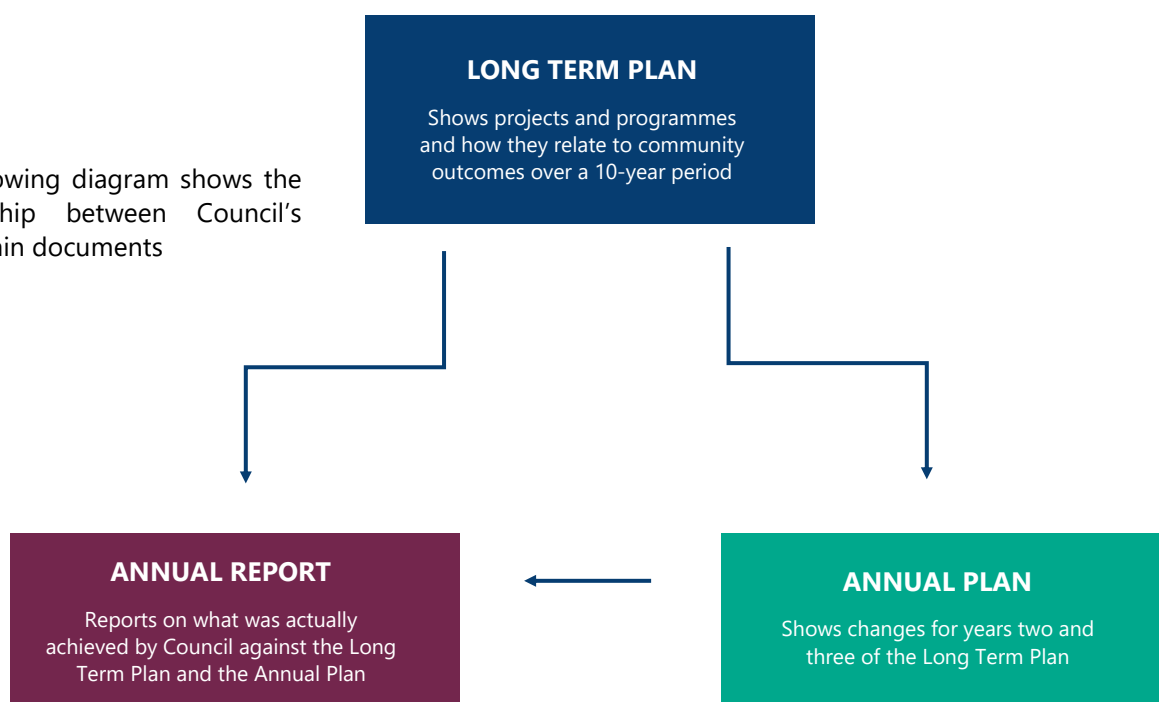 LONG TERM PLAN
Shows projects and programmes
and how they relate to community
outcomes over a 10-year period
owing diagram shows the
hip between Council's
ain documents
ANNUAL REPORT
Reports on what was actually
achieved by Council against the Long
Term Plan and the Annual Plan
ANNUAL PLAN
Shows changes for years two and
three of the Long Term Plan